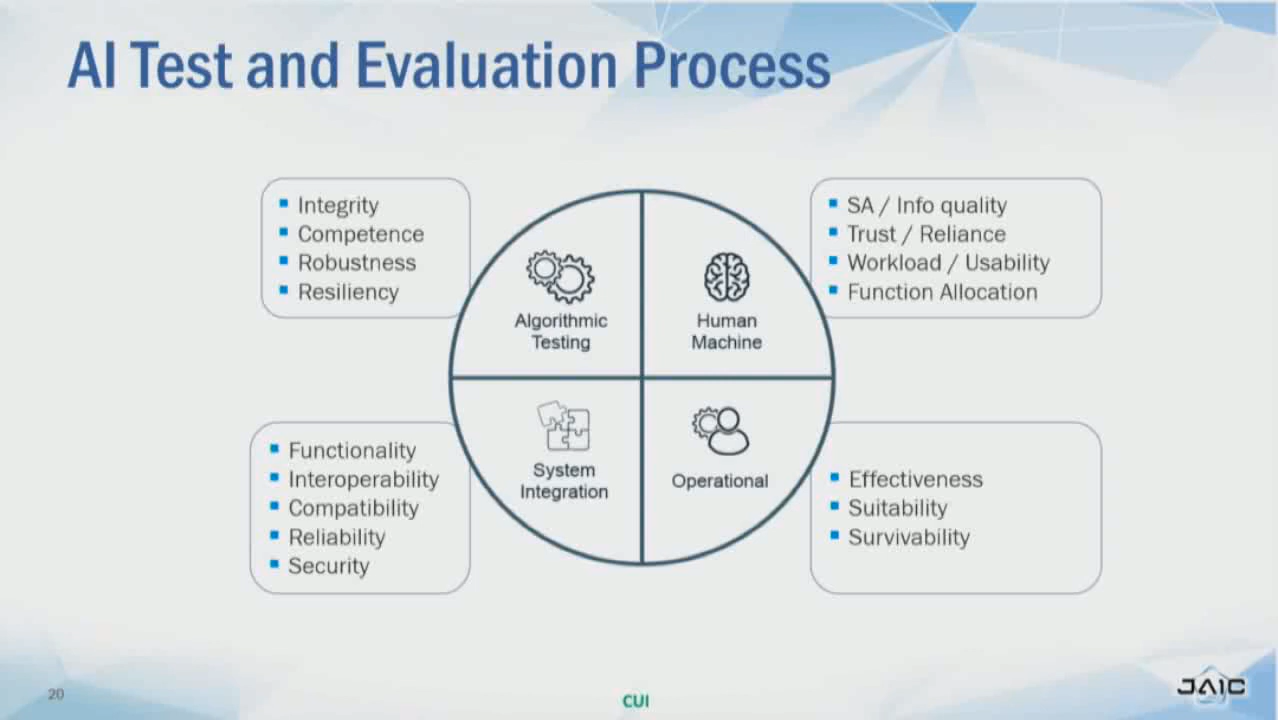 AI Test and Evaluation Process
Integrity
Competence
Robustness
Resiliency
SA / Info quality
Trust / Reliance
Workload / Usability
Function Allocation
Algorithmic
Testing
Human
Machine
System
Integration
Operational
Functionality
Interoperability
Compatibility
Reliability
Security
Effectiveness
Suitability
Survivability
20
CUI
JAIC